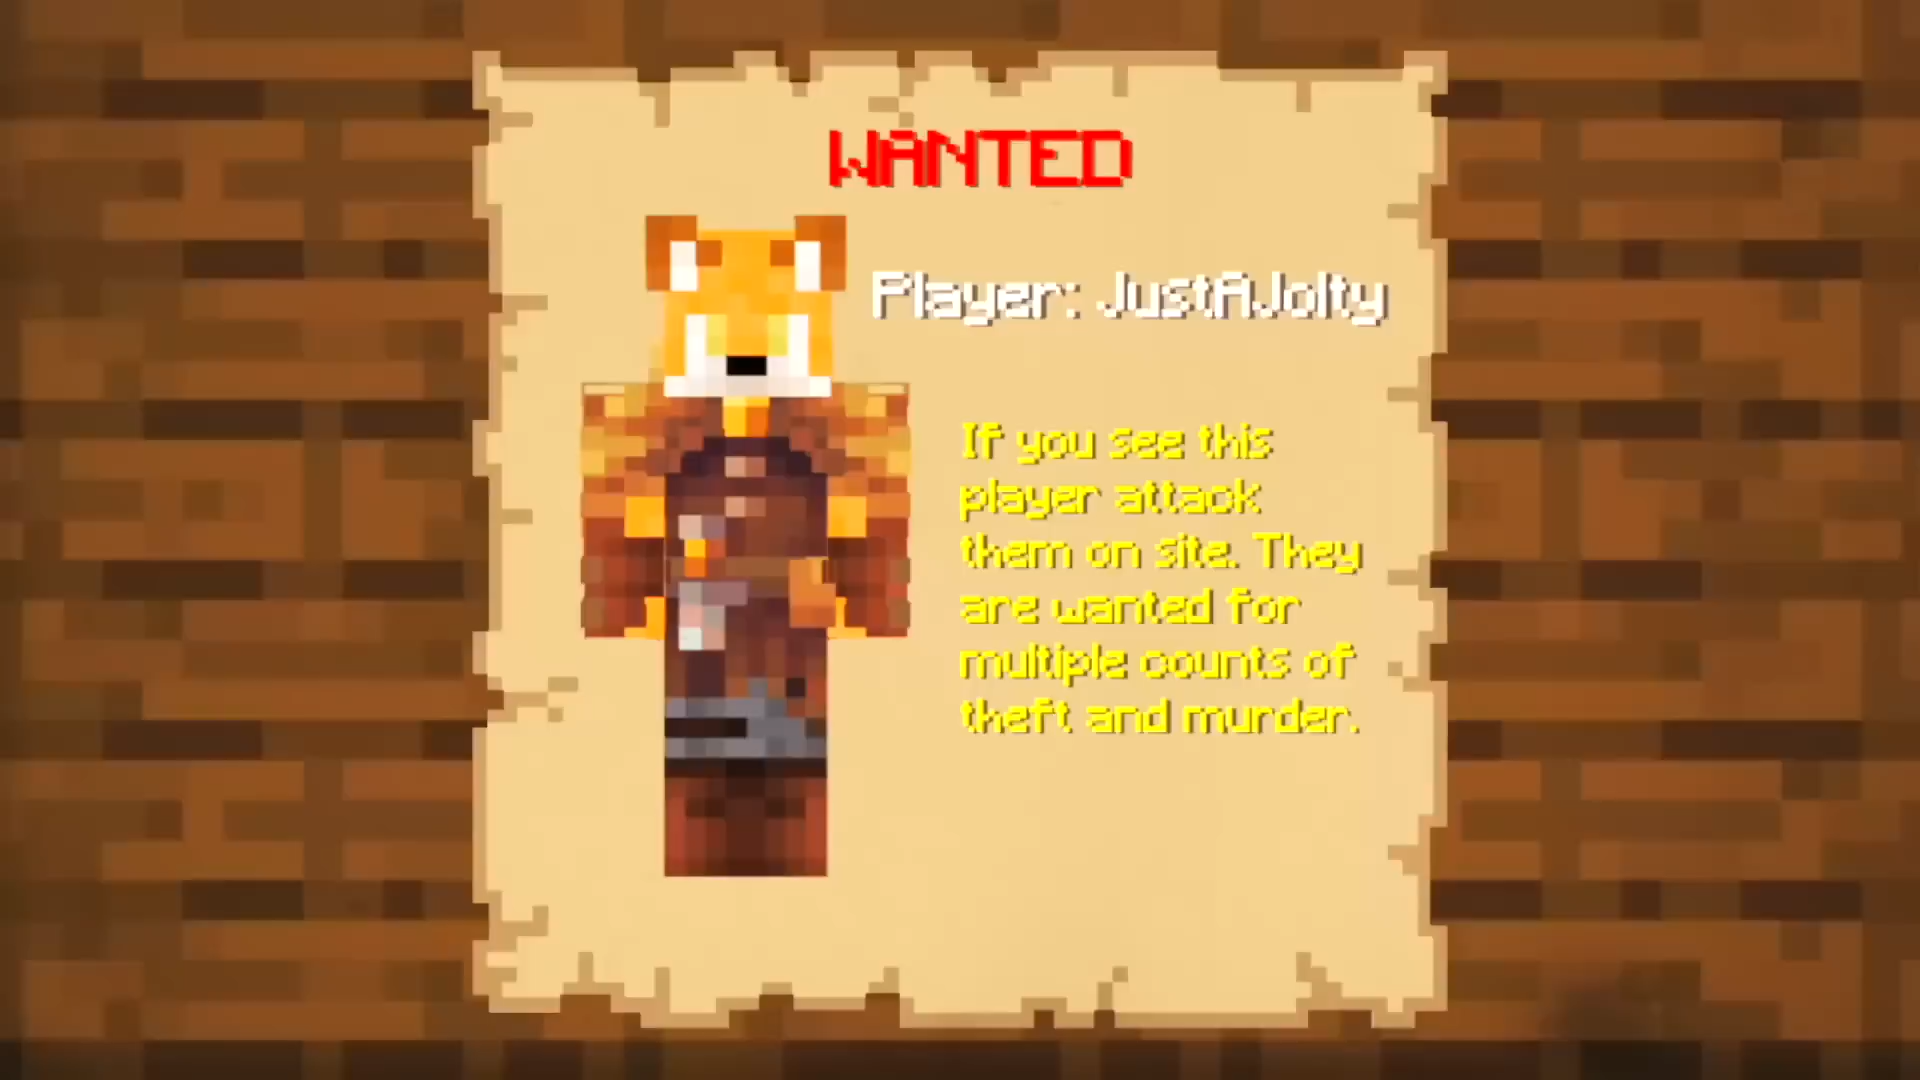 WANTED
Player: JustAJolty
If you see this
player attack
them on site. They
are wanted for
multiple counts of
theft and murder.